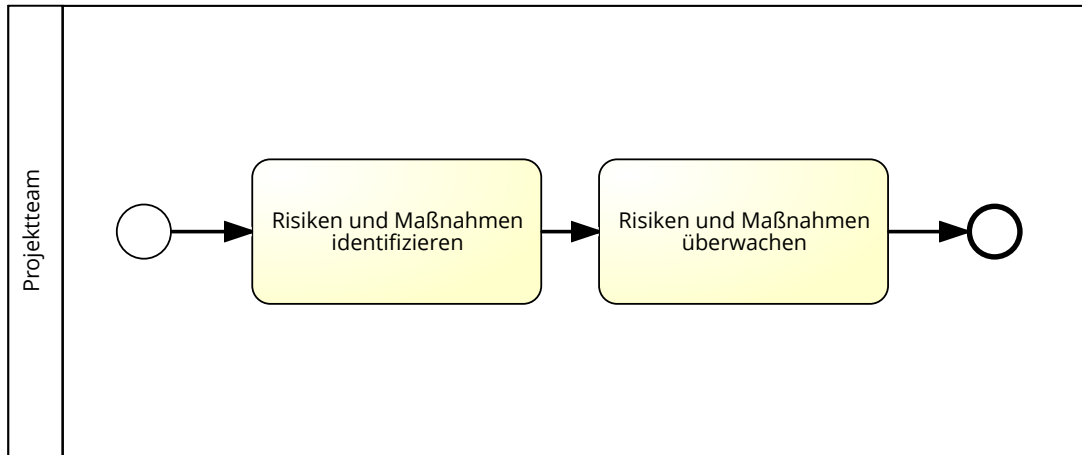 Projektteam
Risiken und Maßnahmen
identifizieren
Risiken und Maßnahmen
überwachen